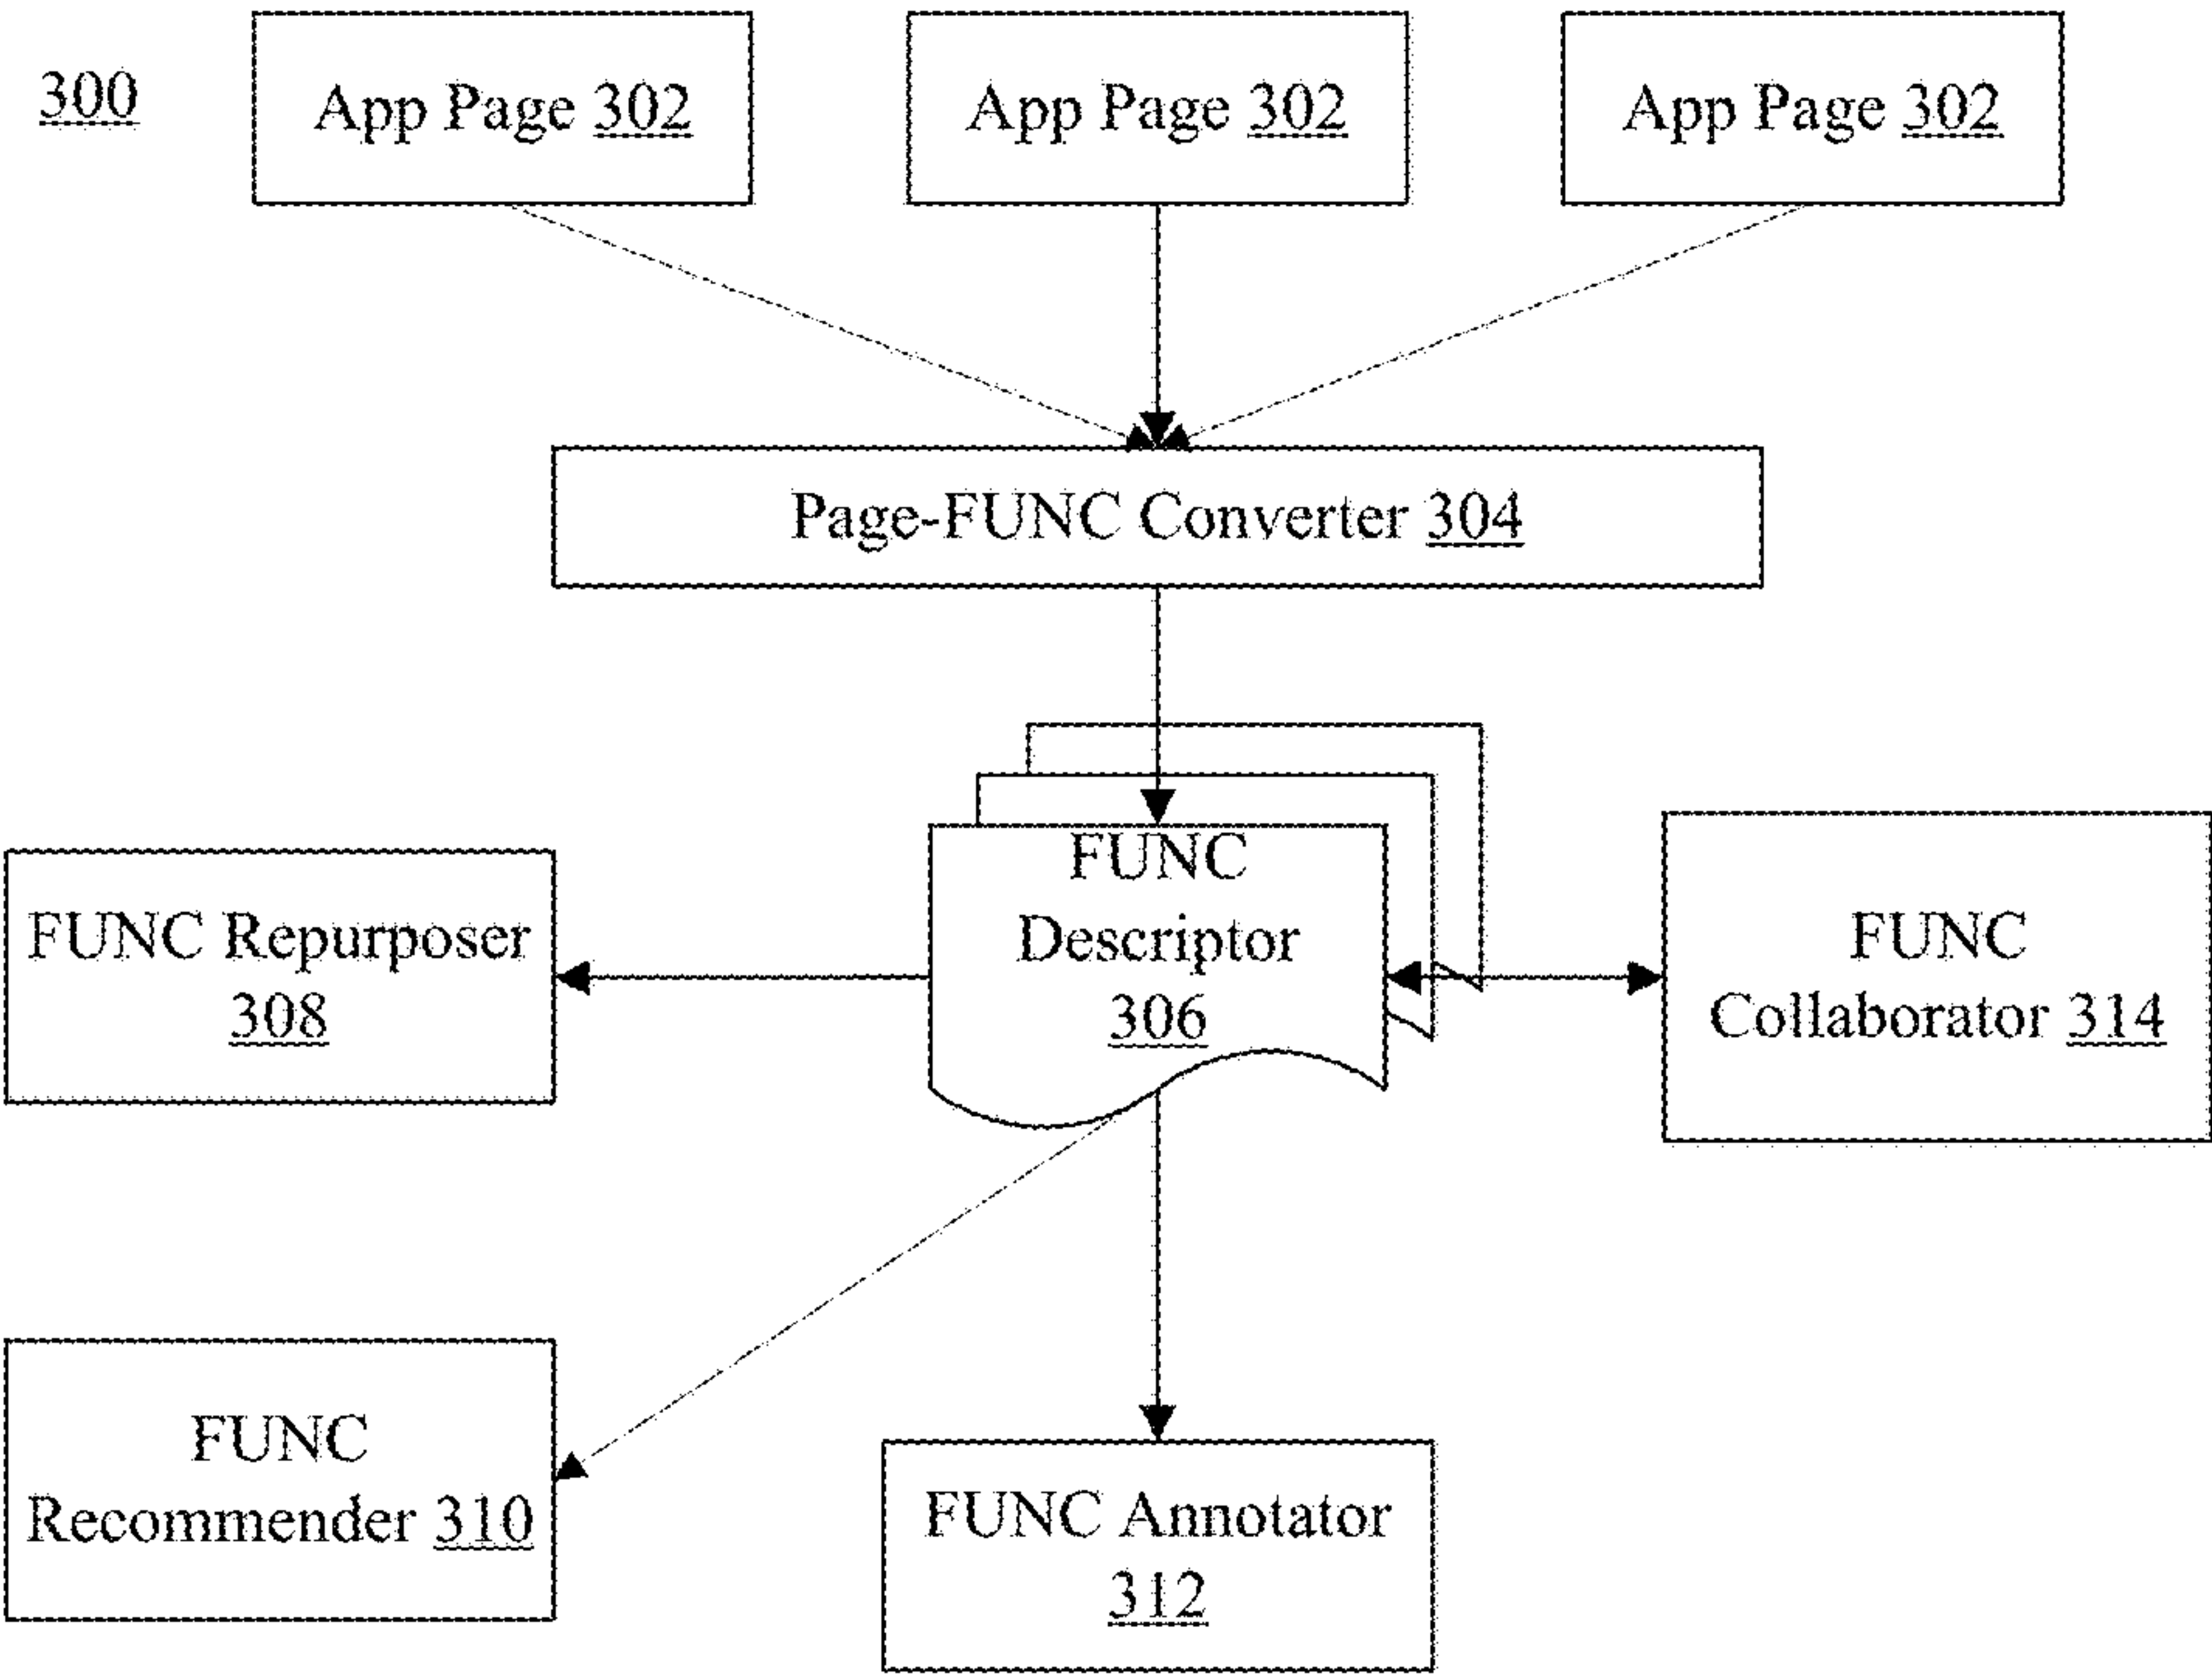 300
App Page 302
App Page 302
App Page 302
Page-FUNC Converter 304
FUNC Repurposer
308
FUNC
Descriptor
306
FUNC
Collaborator 314
FUNC
Recommender 310
FUNC Annotator
312